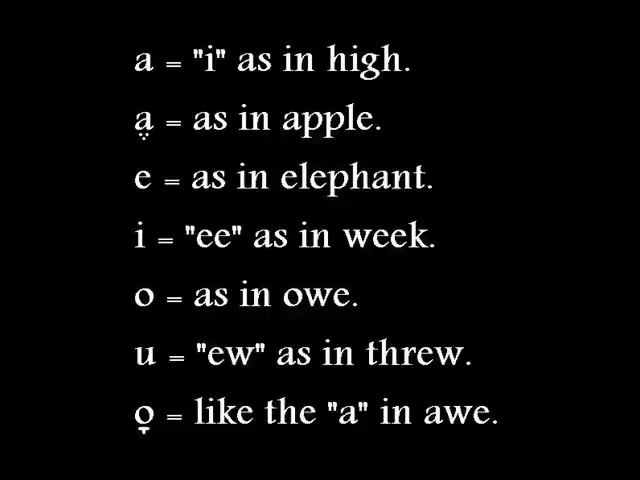 a = "i" as in high.
a̤ = as in apple.
e = as in elephant.
i = "ee" as in week.
o = as in owe.
u = "ew" as in threw.
o̞ = like the "a" in awe.